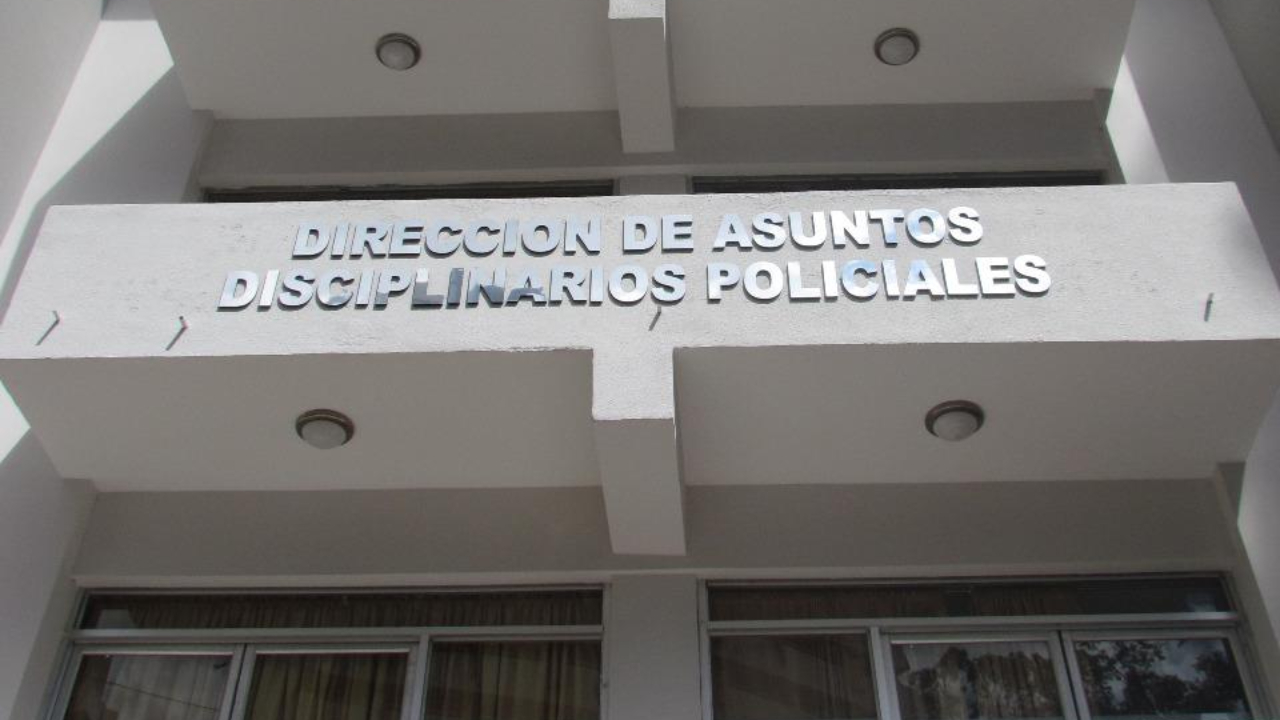 DIRECCION DE ASUNTOS
DISCIPLINARIOS POLICIALES